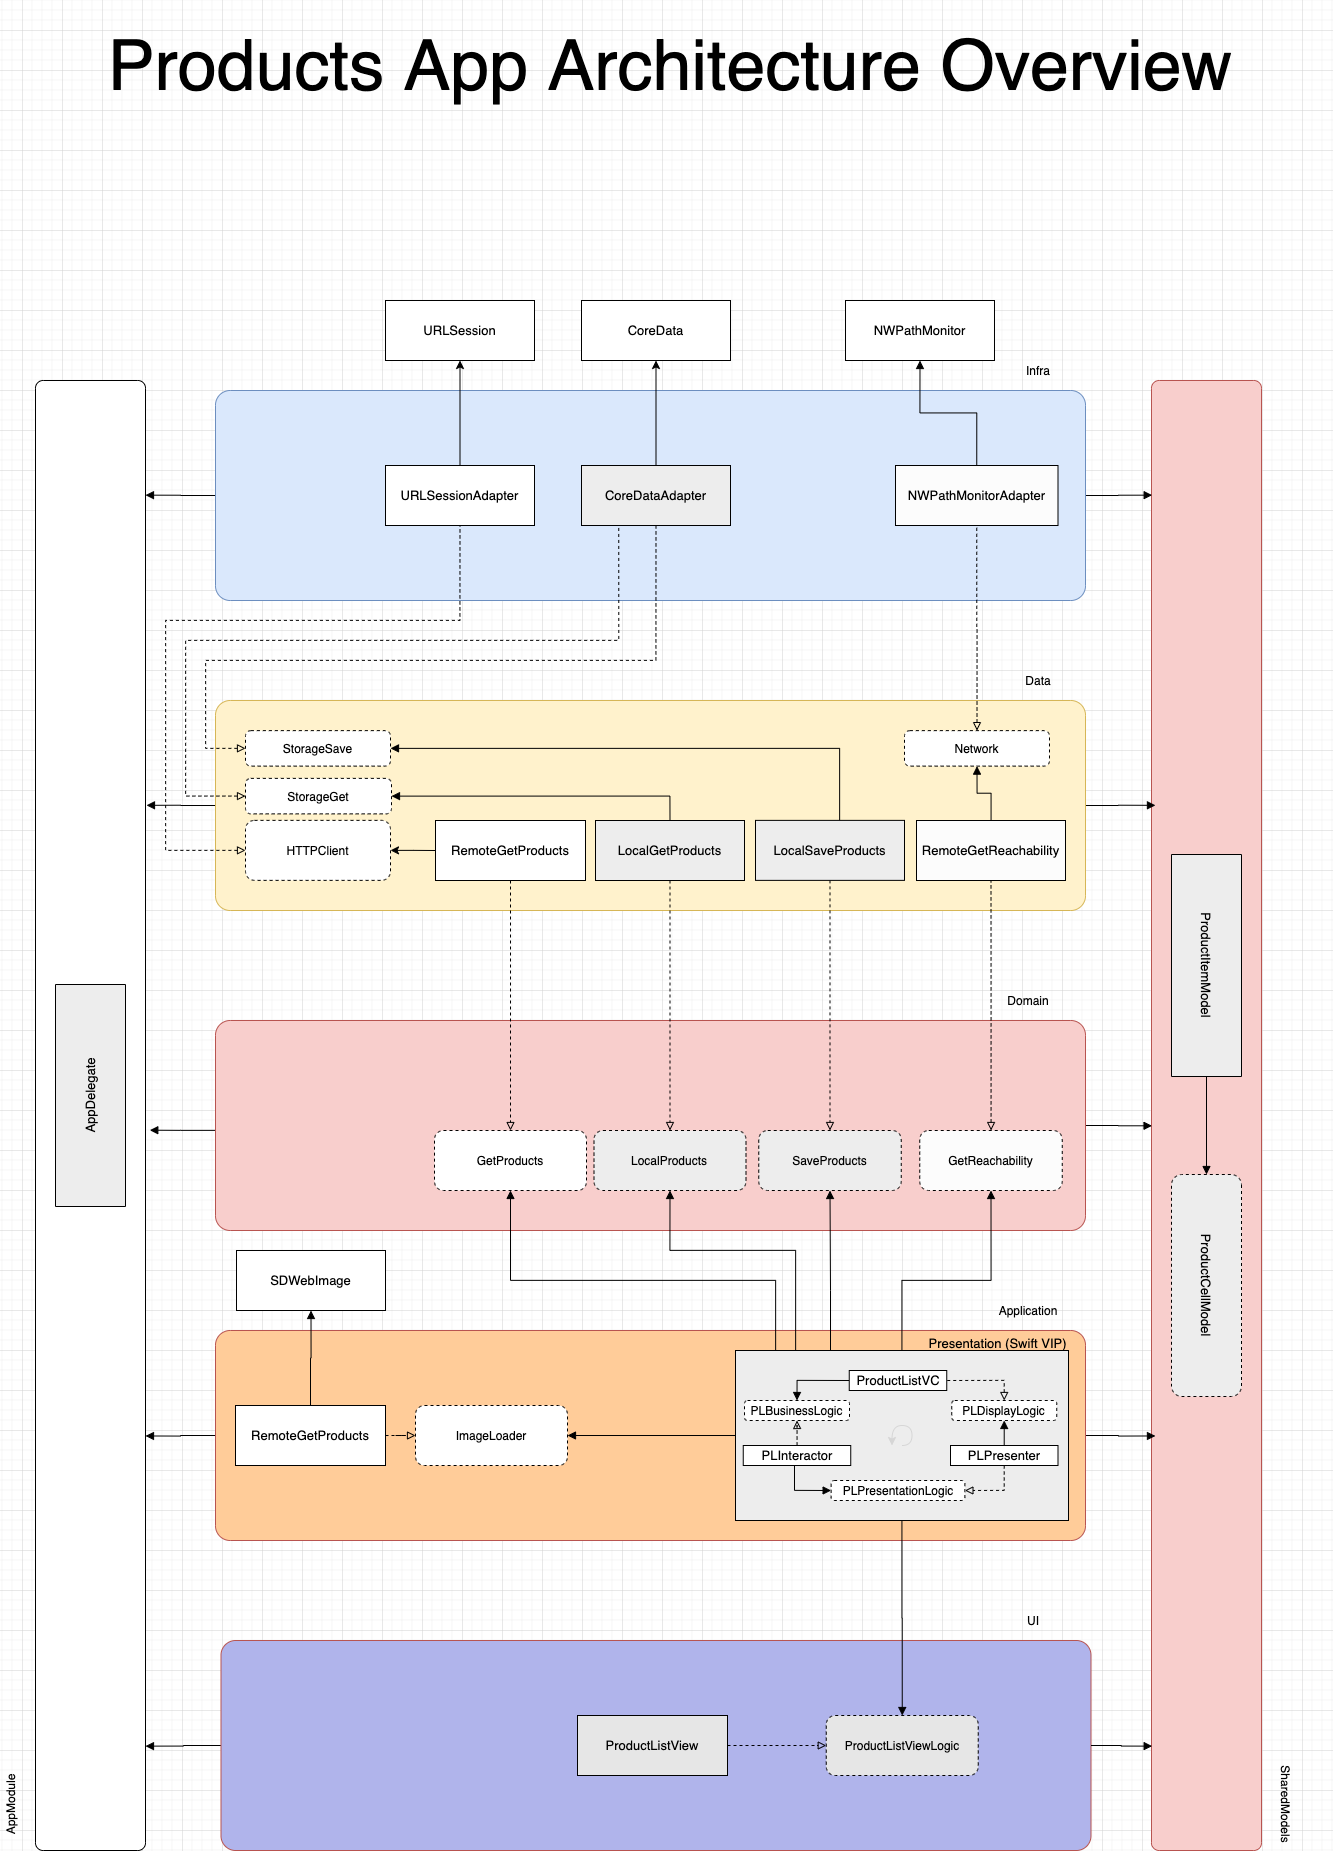 Products App Architecture Overview
URLSession
CoreData
NWPathMonitor
Infra
URLSessionAdapter
CoreDataAdapter
NWPathMonitorAdapter
Data
StorageSave
Network
StorageGet
HTTPClient
RemoteGetProducts
LocalGetProducts
LocalSaveProducts
RemoteGetReachability
ProductItemModel
Domain
AppDelegate
GetProducts
LocalProducts
SaveProducts
GetReachability
SDWebImage
ProductCellModel
Application
Presentation (Swift VIP)
ProductListVC
PLBusinessLogic
PLDisplayLogic
RemoteGetProducts
ImageLoader
PLInteractor
PLPresenter
PLPresentationLogic
UI
ProductListView
ProductListViewLogic
AppModule
SharedModels